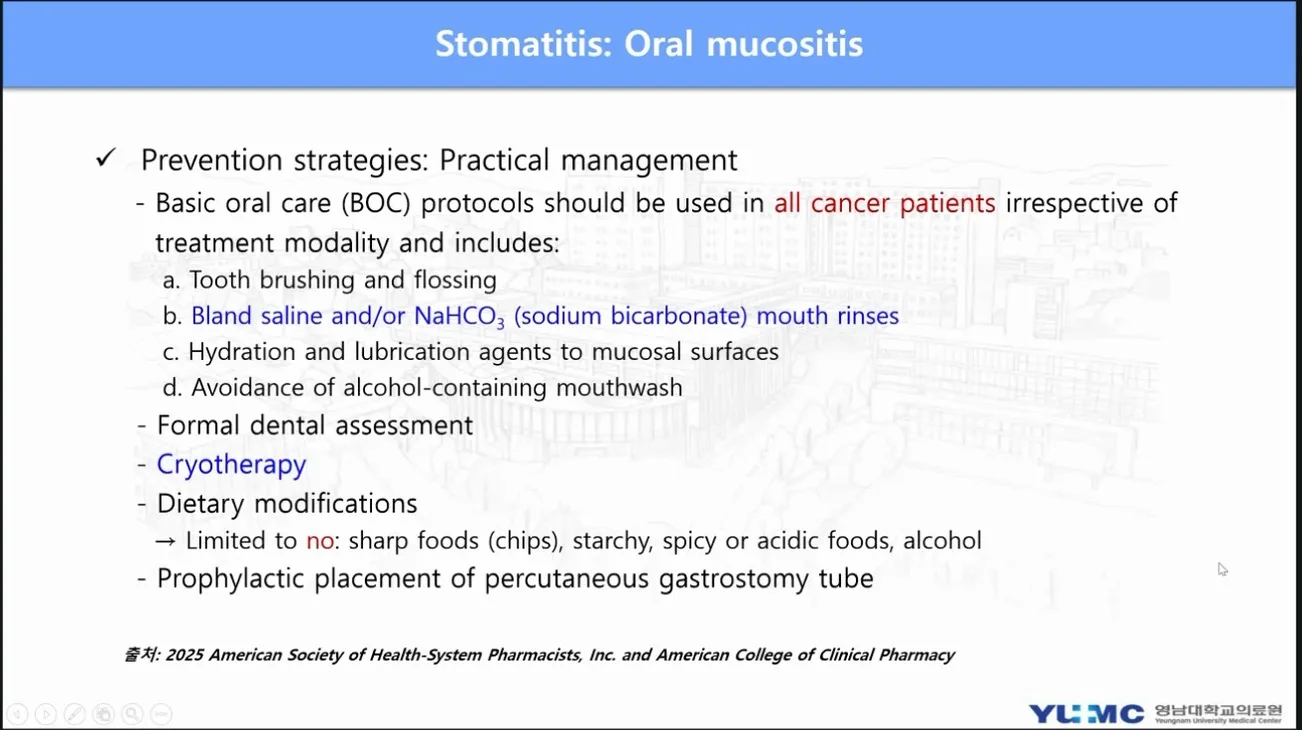 Stomatitis: Oral mucositis
✓ Prevention strategies: Practical management
- Basic oral care (BOC) protocols should be used in all cancer patients irrespective of
treatment modality and includes:
a. Tooth brushing and flossing
b. Bland saline and/or NaHCO₃ (sodium bicarbonate) mouth rinses
c. Hydration and lubrication agents to mucosal surfaces
d. Avoidance of alcohol-containing mouthwash
- Formal dental assessment
- Cryotherapy
- Dietary modifications
→ Limited to no: sharp foods (chips), starchy, spicy or acidic foods, alcohol
- Prophylactic placement of percutaneous gastrostomy tube
출처: 2025 American Society of Health-System Pharmacists, Inc. and American College of Clinical Pharmacy
YUMC 영남대학교의료원
Yeungnam University Medical Center